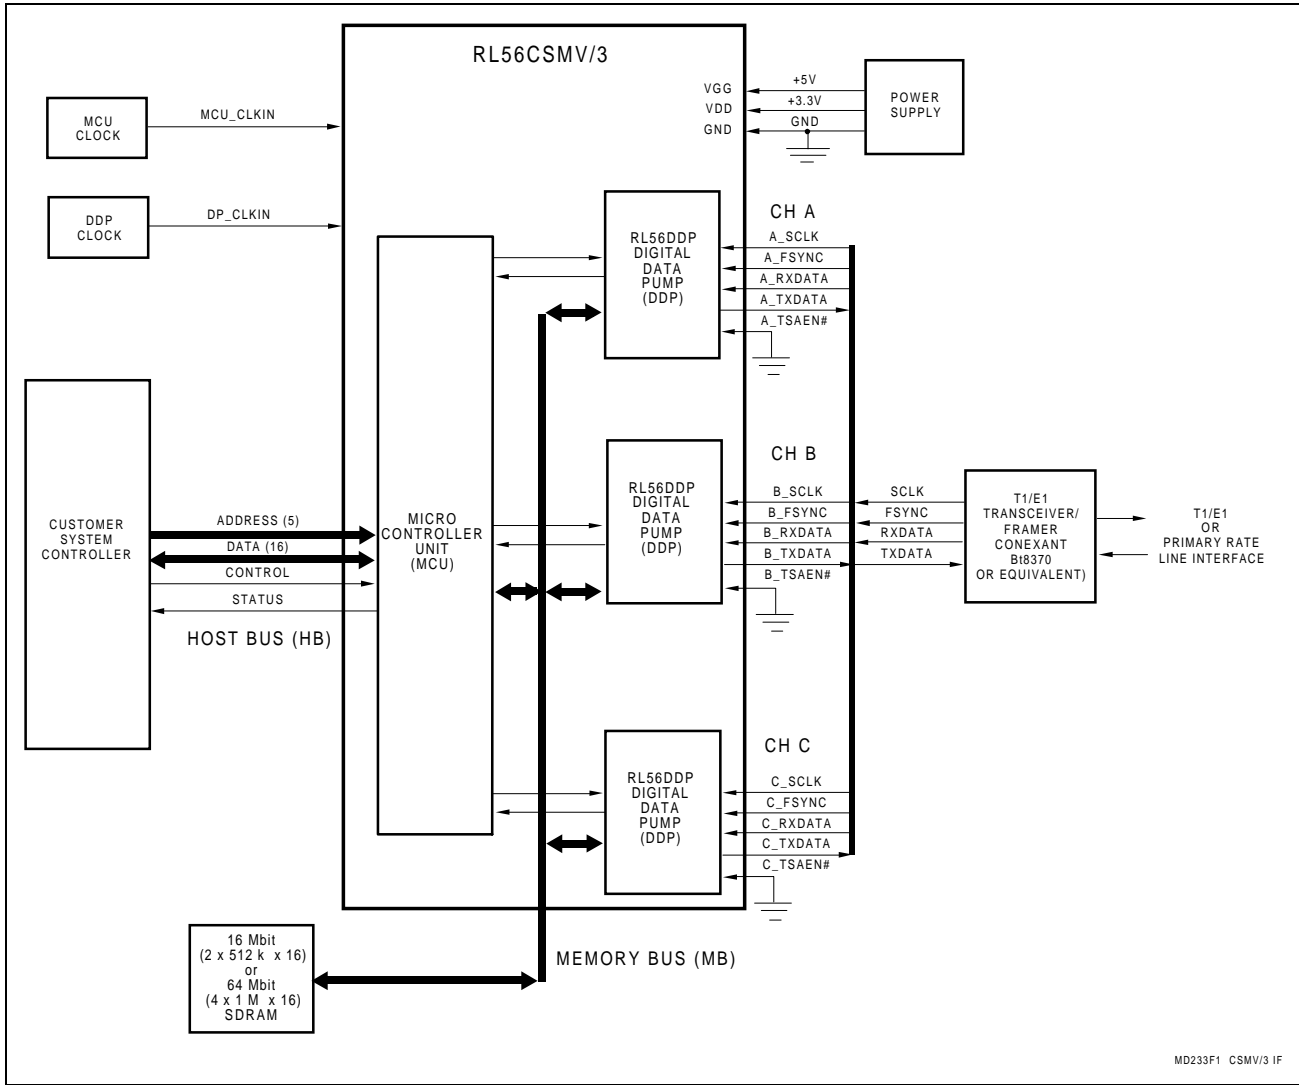 RL56CSMV/3
MCU
CLOCK
MCU_CLKIN
DDP
CLOCK
DP_CLKIN
VGG
VDD
GND
+5V
+3.3V
GND
POWER
SUPPLY
RL56DDP
DIGITAL
DATA
PUMP
(DDP)
CH A
A_SCLK
A_FSYNC
A_RXDATA
A_TXDATA
A_TSAEN#
CUSTOMER
SYSTEM
CONTROLLER
ADDRESS (5)
DATA (16)
CONTROL
STATUS
HOST BUS (HB)
MICRO
CONTROLLER
UNIT
(MCU)
RL56DDP
DIGITAL
DATA
PUMP
(DDP)
CH B
B_SCLK
B_FSYNC
B_RXDATA
B_TXDATA
B_TSAEN#
SCLK
FSYNC
RXDATA
TXDATA
T1/E1
TRANSCEIVER/
FRAMER
CONEXANT
Bt8370
OR EQUIVALENT)
T1/E1
OR
PRIMARY RATE
LINE INTERFACE
RL56DDP
DIGITAL
DATA
PUMP
(DDP)
CH C
C_SCLK
C_FSYNC
C_RXDATA
C_TXDATA
C_TSAEN#
16 Mbit
(2 x 512 k x 16)
or
64 Mbit
(4 x 1 M x 16)
SDRAM
MEMORY BUS (MB)
MD233F1 CSMV/3 IF